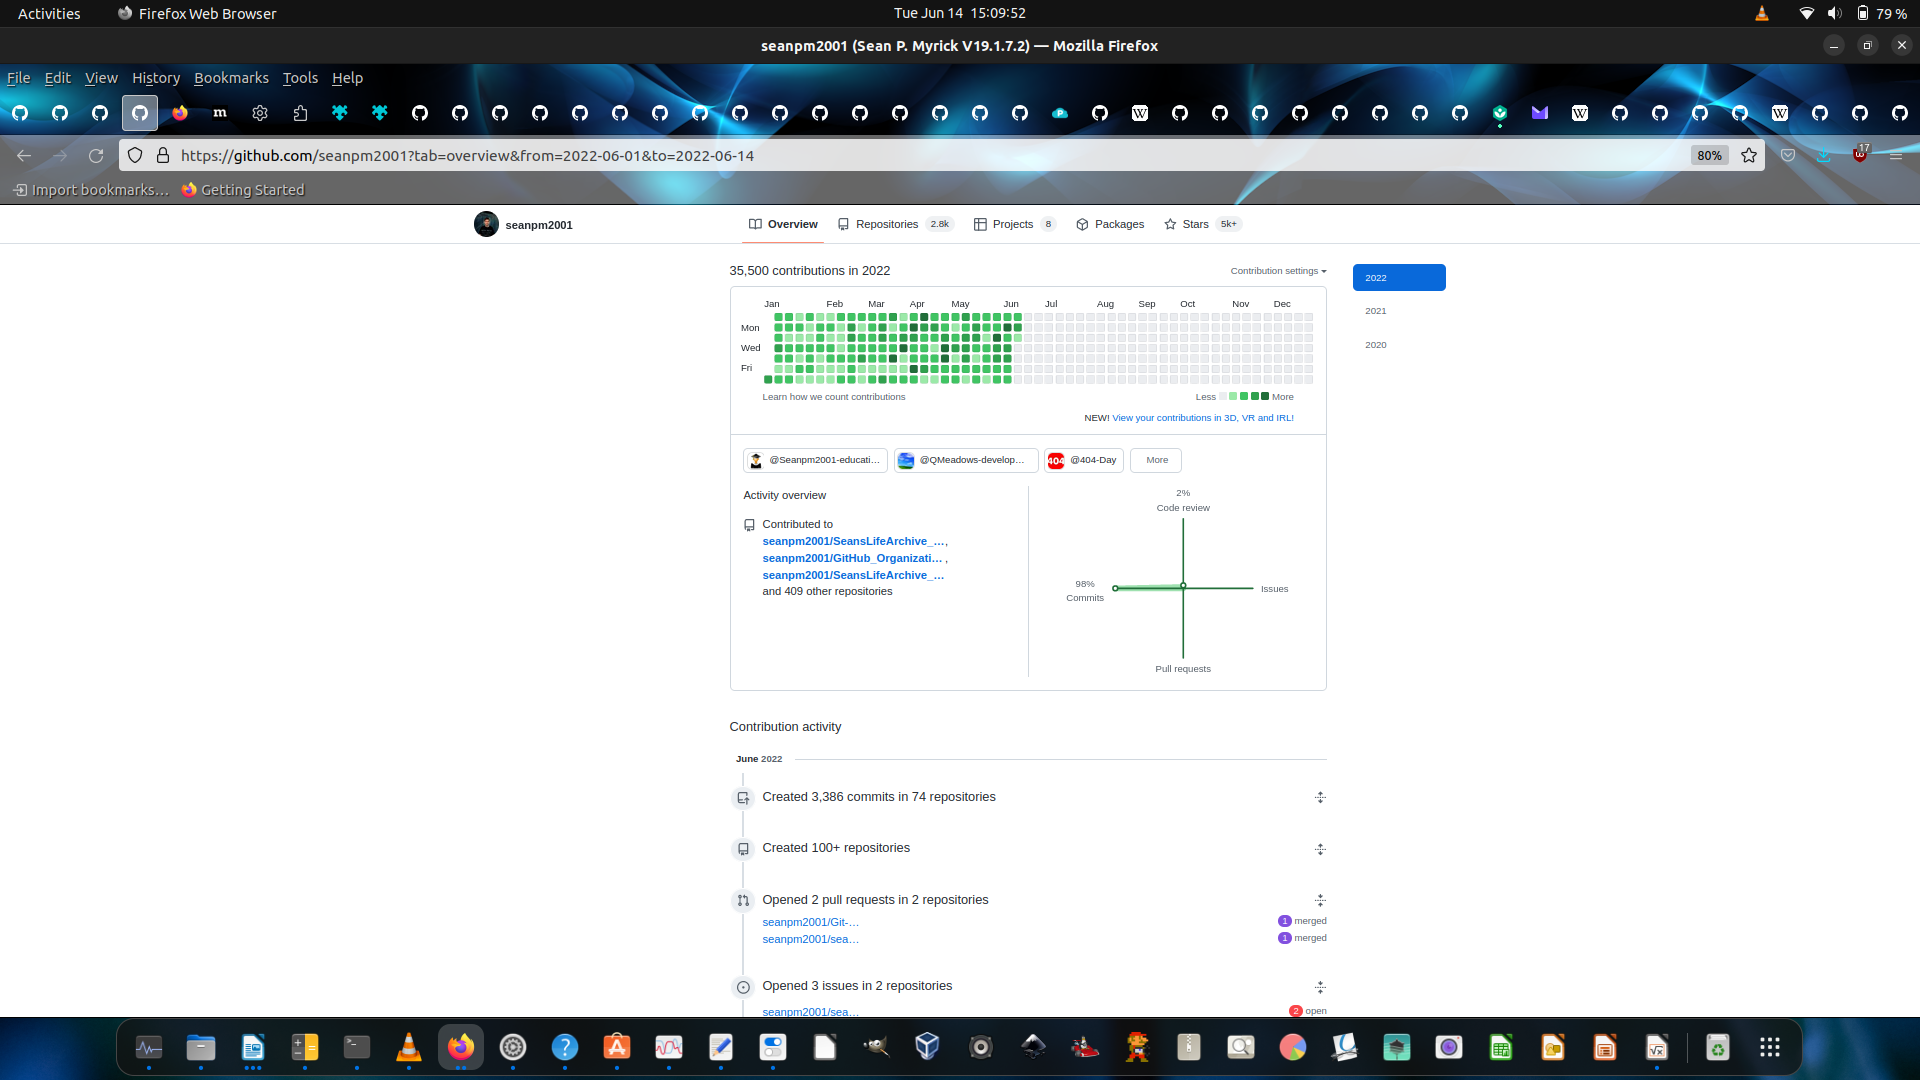 Activities Firefox Web Browser Tue Jun 14 15:09:52 79 %
seanpm2001 (Sean P. Myrick V19.1.7.2) — Mozilla Firefox
File Edit View History Bookmarks Tools Help
https://github.com/seanpm2001?tab=overview&from=2022-06-01&to=2022-06-14 80% 17
Import bookmarks… Getting Started
seanpm2001 Overview Repositories 2.8k Projects 8 Packages Stars 5k+
35,500 contributions in 2022 Contribution settings
2022
2021
2020
Jan Feb Mar Apr May Jun Jul Aug Sep Oct Nov Dec
Mon
Wed
Fri
Learn how we count contributions Less More
NEW! View your contributions in 3D, VR and IRL!
@Seanpm2001-educati… @QMeadows-develop… 404 @404-Day More
Activity overview
Contributed to
seanpm2001/SeansLifeArchive_…,
seanpm2001/GitHub_Organizati… ,
seanpm2001/SeansLifeArchive_…
and 409 other repositories
2%
Code review
98%
Commits
Issues
Pull requests
Contribution activity
June 2022
Created 3,386 commits in 74 repositories
Created 100+ repositories
Opened 2 pull requests in 2 repositories
seanpm2001/Git-… 1 merged
seanpm2001/sea… 1 merged
Opened 3 issues in 2 repositories
seanpm2001/sea… 2 open